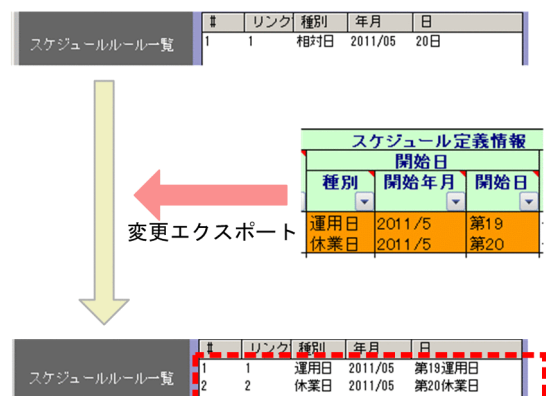 # リンク 種別 年月 日
スケジュールルール一覧
1 1 相対日 2011/05 20日
スケジュール定義情報
開始日
種別 開始年月 開始日
運用日 2011/5 第19
休業日 2011/5 第20
変更エクスポート
# リンク 種別 年月 日
スケジュールルール一覧
1 1 運用日 2011/05 第19運用日
2 2 休業日 2011/05 第20休業日